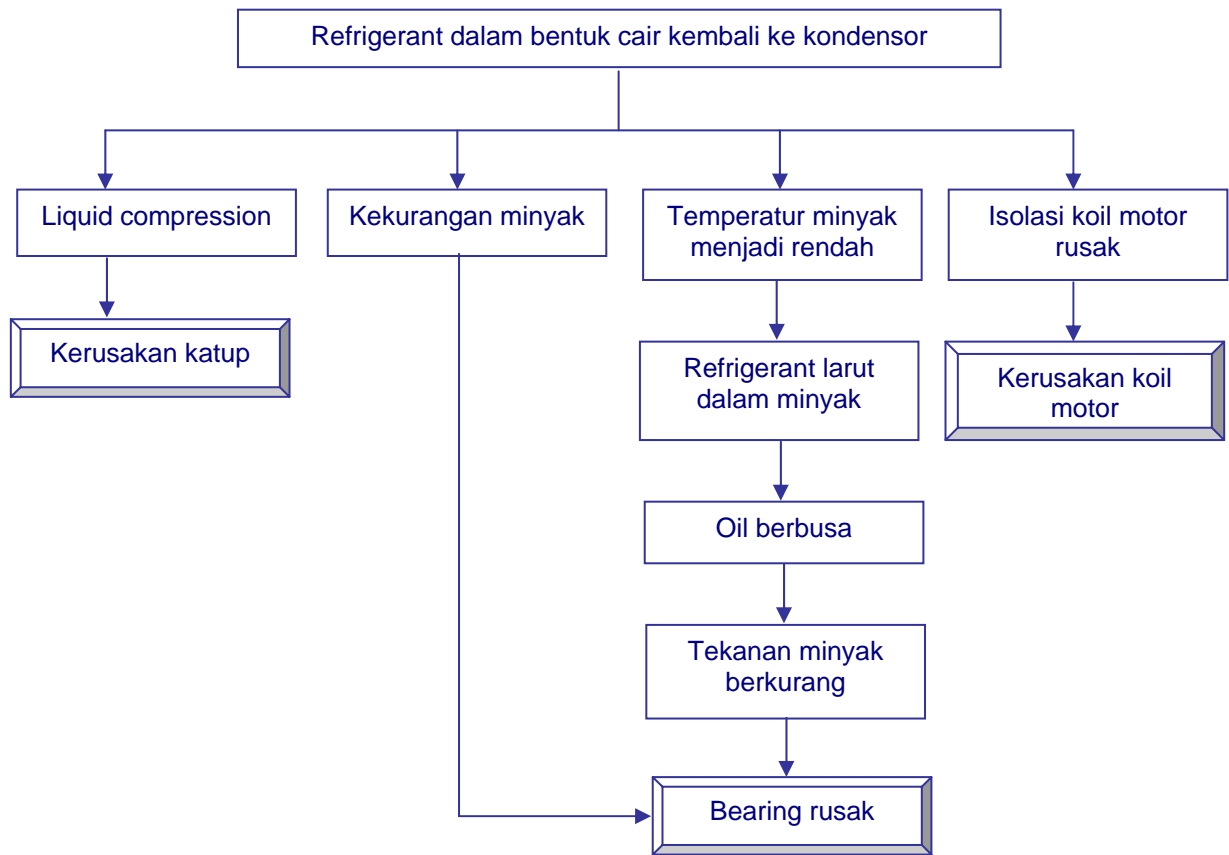 Refrigerant dalam bentuk cair kembali ke kondensor
Liquid compression
Kekurangan minyak
Temperatur minyak
menjadi rendah
Isolasi koil motor
rusak
Kerusakan katup
Refrigerant larut
dalam minyak
Kerusakan koil
motor
Oil berbusa
Tekanan minyak
berkurang
Bearing rusak